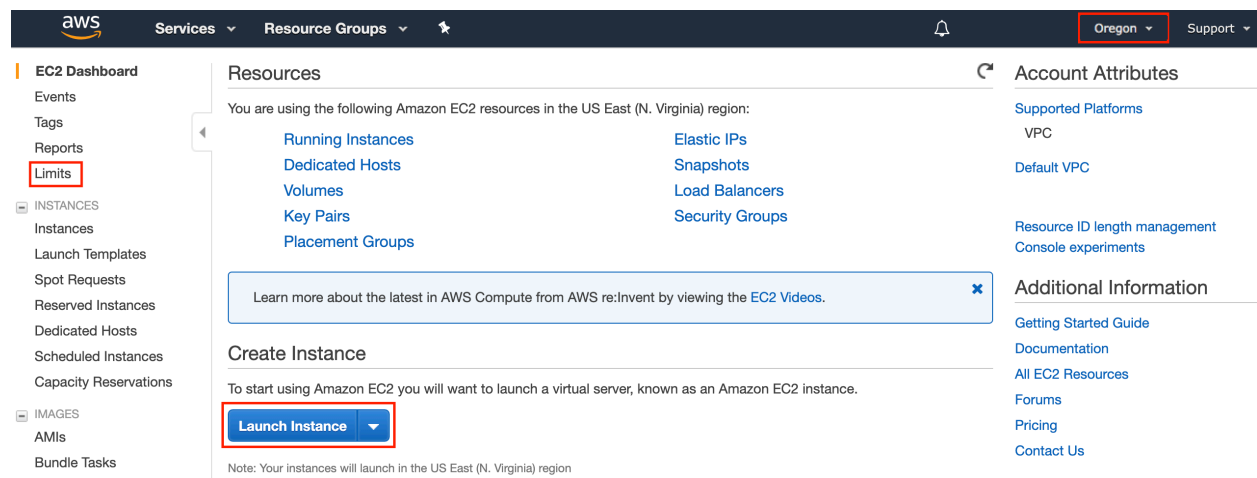 aws
Services
Resource Groups
Oregon
Support
EC2 Dashboard
Events
Tags
Reports
Limits
INSTANCES
Instances
Launch Templates
Spot Requests
Reserved Instances
Dedicated Hosts
Scheduled Instances
Capacity Reservations
IMAGES
AMIs
Bundle Tasks
Resources
You are using the following Amazon EC2 resources in the US East (N. Virginia) region:
Running Instances
Elastic IPs
Dedicated Hosts
Snapshots
Volumes
Load Balancers
Key Pairs
Security Groups
Placement Groups
Learn more about the latest in AWS Compute from AWS re:Invent by viewing the EC2 Videos.
Create Instance
To start using Amazon EC2 you will want to launch a virtual server, known as an Amazon EC2 instance.
Launch Instance
Note: Your instances will launch in the US East (N. Virginia) region
Account Attributes
Supported Platforms
VPC
Default VPC
Resource ID length management
Console experiments
Additional Information
Getting Started Guide
Documentation
All EC2 Resources
Forums
Pricing
Contact Us